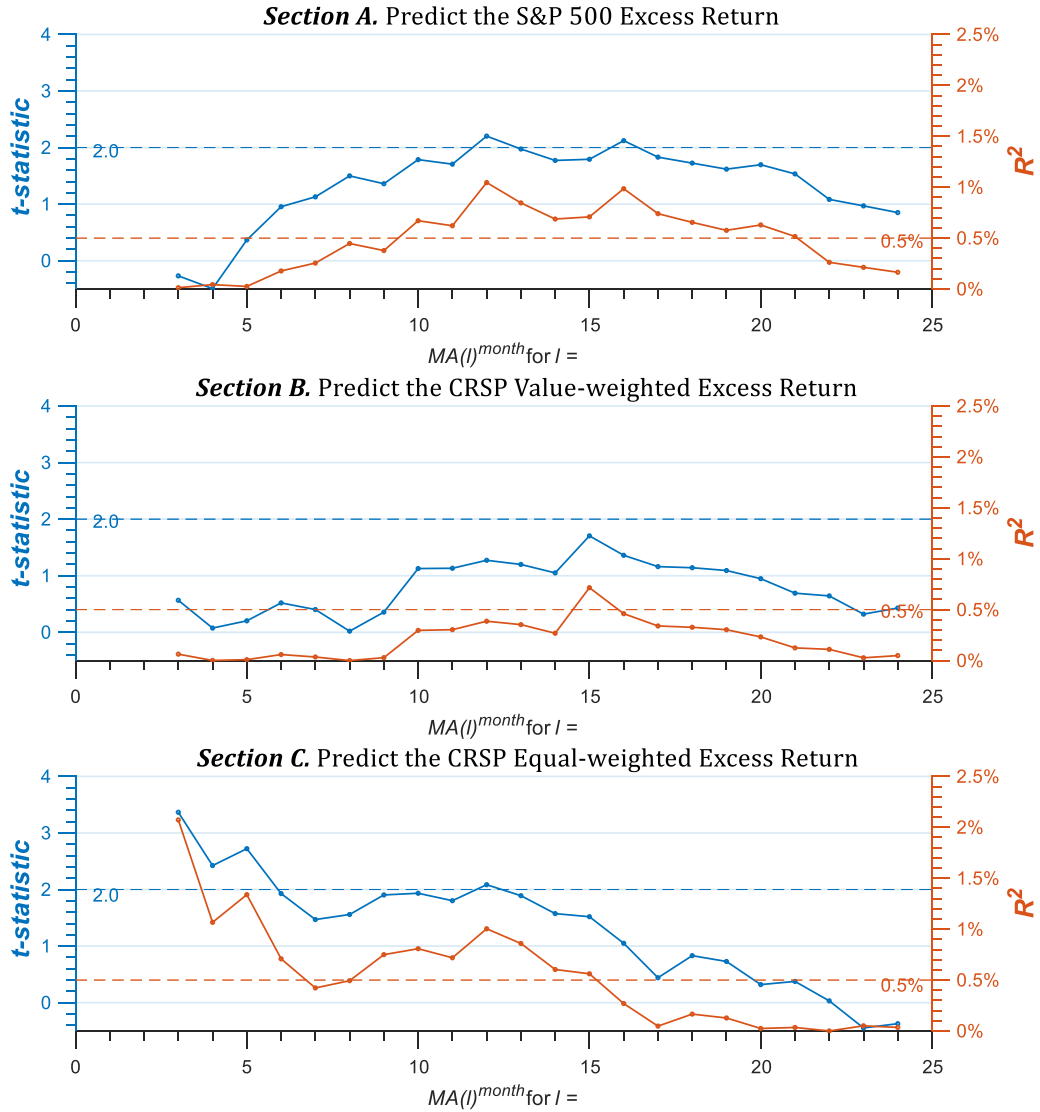 Section A. Predict the S&P 500 Excess Return
4
3
2
1
0
t-statistic
2.0
2.5%
2%
1.5%
1%
0.5%
0%
R²
0.5%
0 5 10 15 20 25
MA(l)^month for l =
Section B. Predict the CRSP Value-weighted Excess Return
4
3
2
1
0
t-statistic
2.0
2.5%
2%
1.5%
1%
0.5%
0%
R²
0.5%
0 5 10 15 20 25
MA(l)^month for l =
Section C. Predict the CRSP Equal-weighted Excess Return
4
3
2
1
0
t-statistic
2.0
2.5%
2%
1.5%
1%
0.5%
0%
R²
0.5%
0 5 10 15 20 25
MA(l)^month for l =